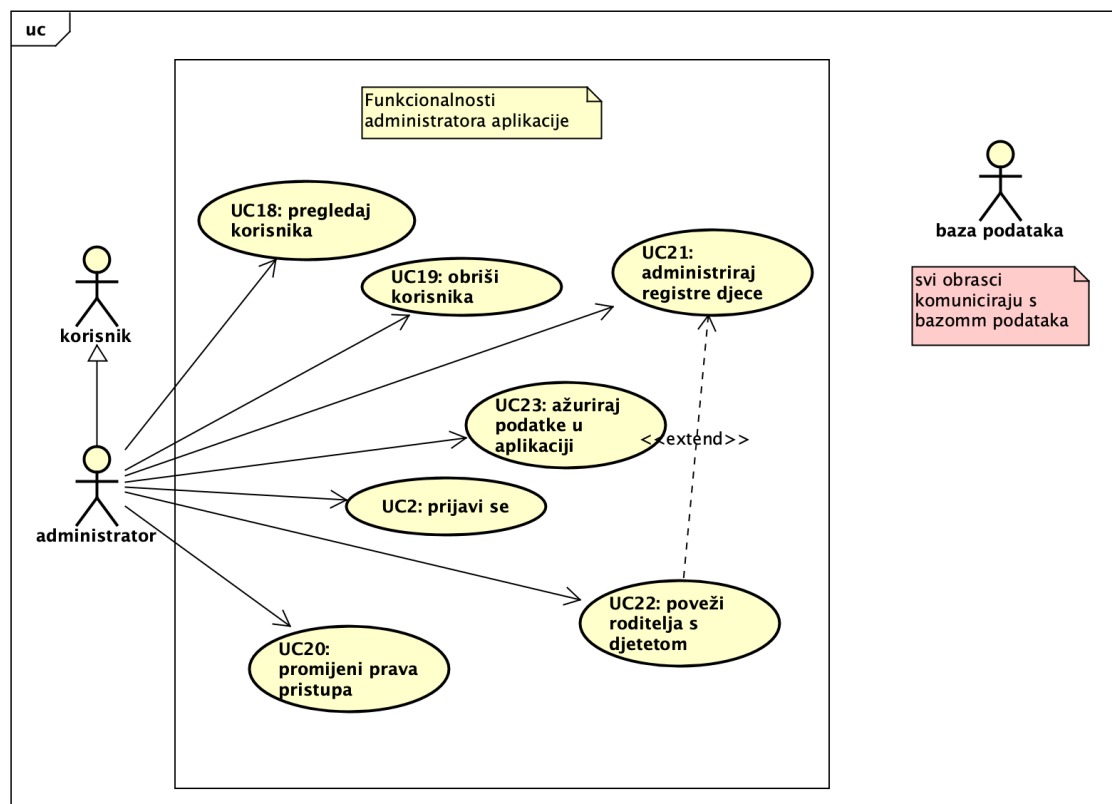 uc
Funkcionalnosti
administratora aplikacije
UC18: pregledaj
korisnika
UC19: obriši
korisnika
UC21:
administriraj
registre djece
baza podataka
svi obrasci
komuniciraju s
bazomm podataka
korisnik
UC23: ažuriraj
podatke u
aplikaciji
<<extend>>
UC2: prijavi se
administrator
UC22: poveži
roditelja s
djetetom
UC20:
promijeni prava
pristupa